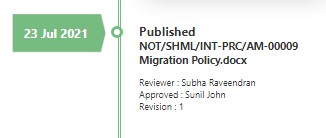 23 Jul 2021
Published
NOT/SHML/INT-PRC/AM-00009
Migration Policy.docx
Reviewer : Subha Raveendran
Approved : Sunil John
Revision : 1